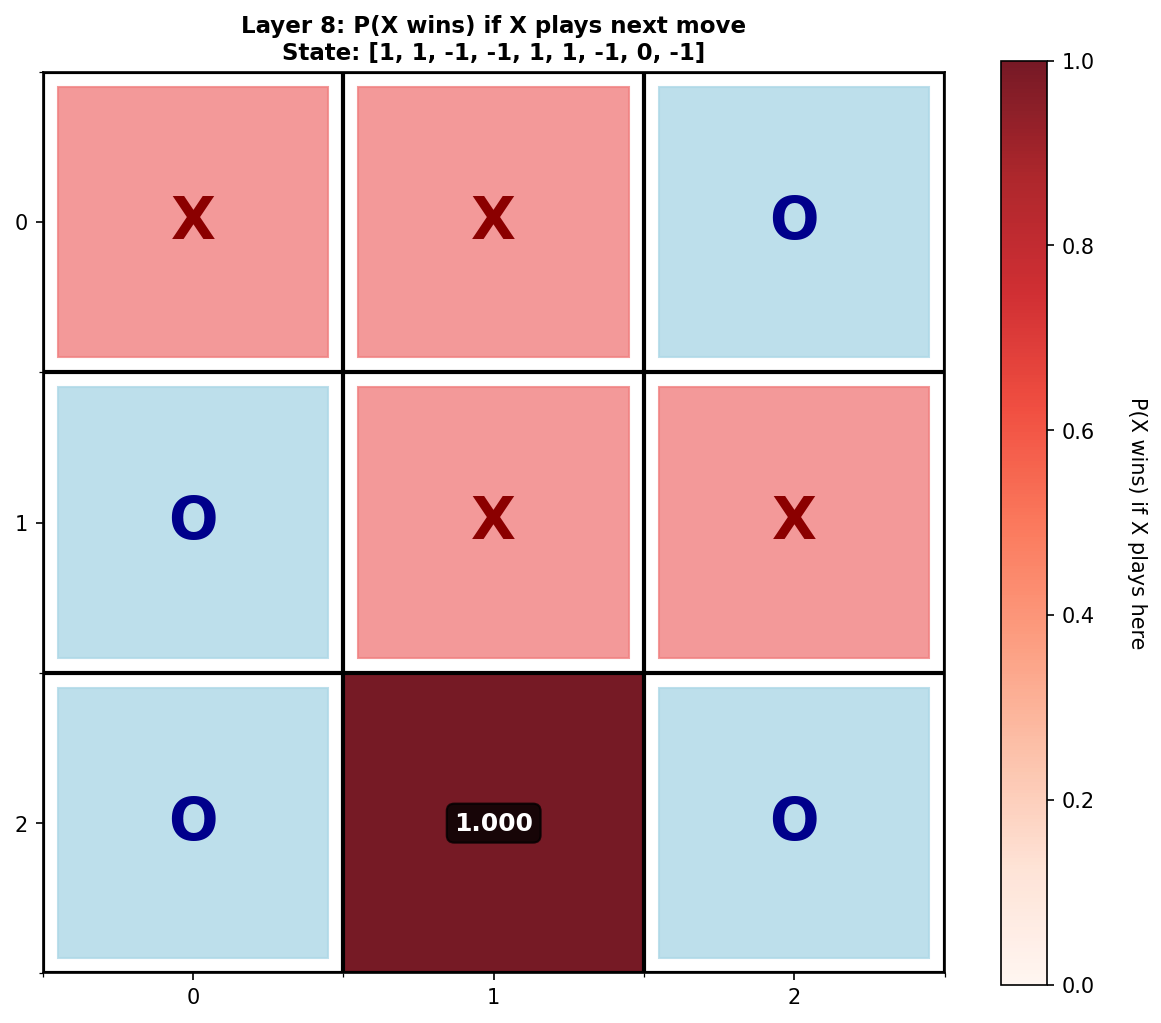 Layer 8: P(X wins) if X plays next move
State: [1, 1, -1, -1, 1, 1, -1, 0, -1]
1.0
0.8
0.6
0.4
0.2
0.0
P(X wins) if X plays here
0
X
X
O
1
O
X
X
2
O
1.000
O
0
1
2